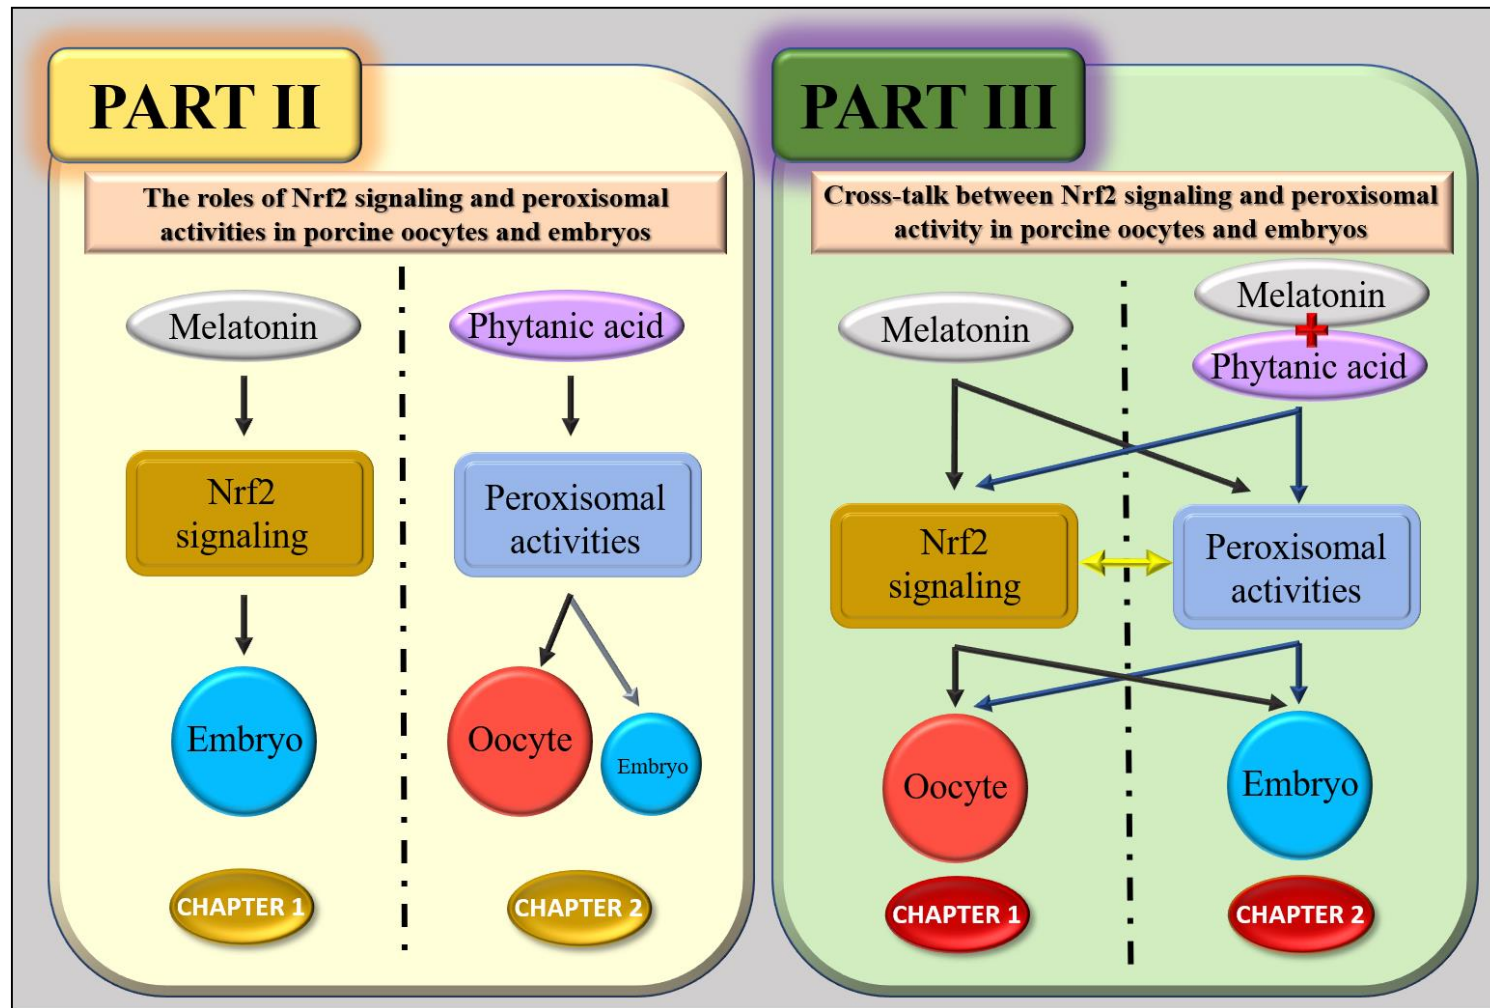 PART II
The roles of Nrf2 signaling and peroxisomal
activities in porcine oocytes and embryos
Melatonin
Nrf2
signaling
Embryo
CHAPTER 1
Phytanic acid
Peroxisomal
activities
Oocyte
Embryo
CHAPTER 2
PART III
Cross-talk between Nrf2 signaling and peroxisomal
activity in porcine oocytes and embryos
Melatonin
Nrf2
signaling
Oocyte
CHAPTER 1
Melatonin
+
Phytanic acid
Peroxisomal
activities
Embryo
CHAPTER 2